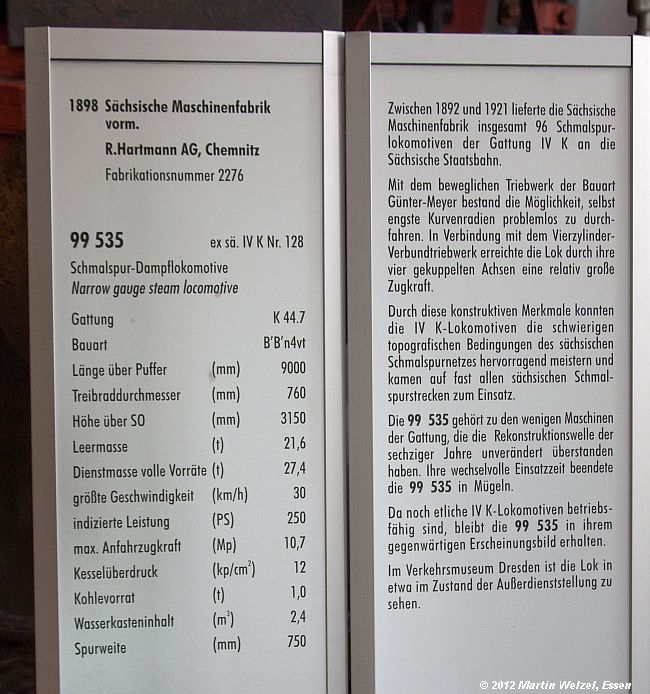 1898 Sächsische Maschinenfabrik
vorm.
R.Hartmann AG, Chemnitz
Fabrikationsnummer 2276
99 535 ex sä. IV K Nr. 128
Schmalspur-Dampflokomotive
Narrow gauge steam locomotive
Gattung K 44.7
Bauart B'B'n4vt
Länge über Puffer (mm) 9000
Treibraddurchmesser (mm) 760
Höhe über SO (mm) 3150
Leermasse (t) 21,6
Dienstmasse volle Vorräte (t) 27,4
größte Geschwindigkeit (km/h) 30
indizierte Leistung (PS) 250
max. Anfahrzugkraft (Mp) 10,7
Kesselüberdruck (kp/cm²) 12
Kohlevorrat (t) 1,0
Wasserkasteninhalt (m³) 2,4
Spurweite (mm) 750
Zwischen 1892 und 1921 lieferte die Sächsische
Maschinenfabrik insgesamt 96 Schmalspur-
lokomotiven der Gattung IV K an die
Sächsische Staatsbahn.
Mit dem beweglichen Triebwerk der Bauart
Günter-Meyer bestand die Möglichkeit, selbst
engste Kurvenradien problemlos zu durch-
fahren. In Verbindung mit dem Vierzylinder-
Verbundtriebwerk erreichte die Lok durch ihre
vier gekuppelten Achsen eine relativ große
Zugkraft.
Durch diese konstruktiven Merkmale konnten
die IV K-Lokomotiven die schwierigen
topografischen Bedingungen des sächsischen
Schmalspurnetzes hervorragend meistern und
kamen auf fast allen sächsischen Schmal-
spurstrecken zum Einsatz.
Die 99 535 gehört zu den wenigen Maschinen
der Gattung, die die Rekonstruktionswelle der
sechziger Jahre unverändert überstanden
haben. Ihre wechselvolle Einsatzzeit beendete
die 99 535 in Mügeln.
Da noch etliche IV K-Lokomotiven betriebs-
fähig sind, bleibt die 99 535 in ihrem
gegenwärtigen Erscheinungsbild erhalten.
Im Verkehrsmuseum Dresden ist die Lok in
etwa im Zustand der Außerdienststellung zu
sehen.
© 2012 Martin Welzel, Essen